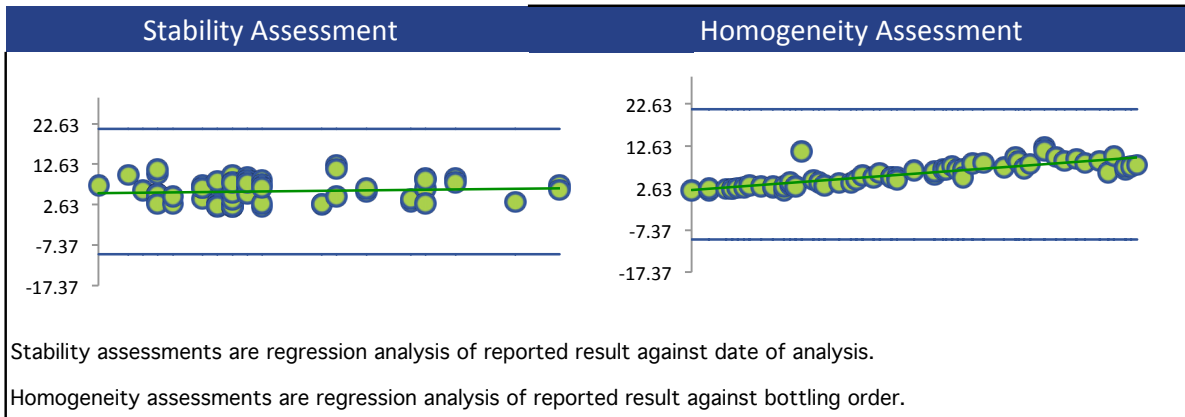 Stability Assessment
Homogeneity Assessment
22.63
12.63
2.63
-7.37
-17.37
22.63
12.63
2.63
-7.37
-17.37
Stability assessments are regression analysis of reported result against date of analysis.
Homogeneity assessments are regression analysis of reported result against bottling order.